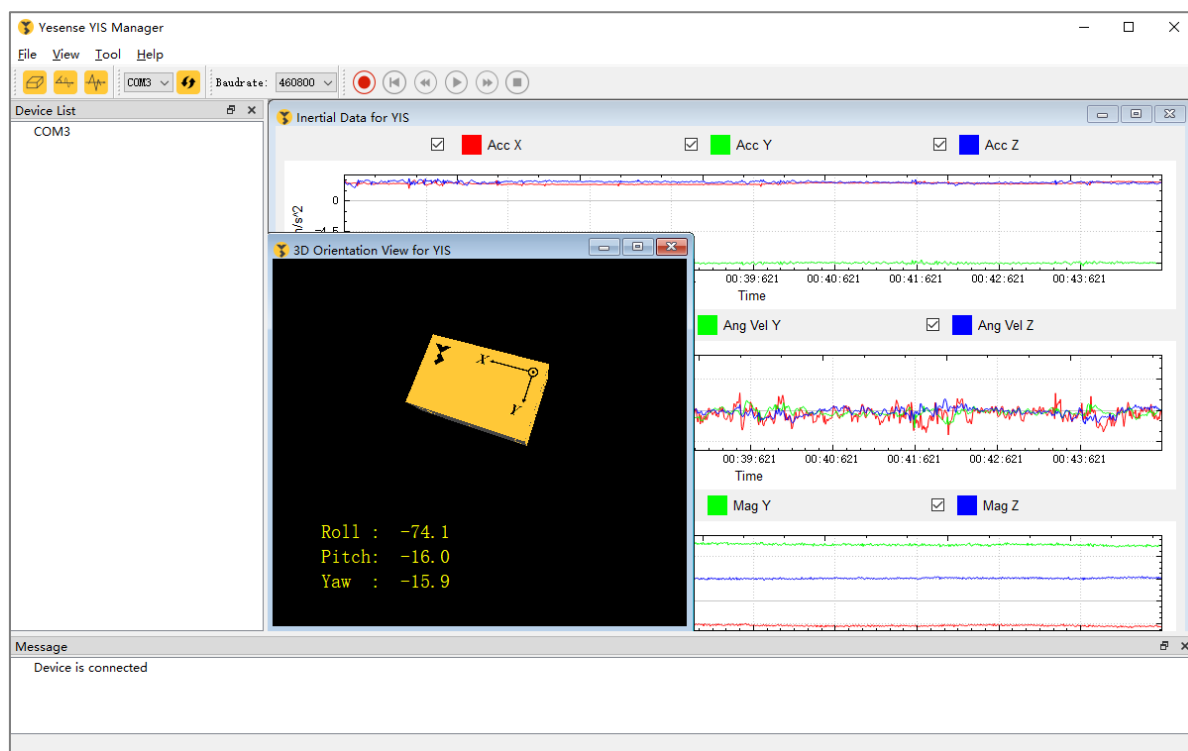 Yesense YIS Manager
File View Tool Help
COM3 Baudrate: 460800
Device List
COM3
Inertial Data for YIS
Acc X Acc Y Acc Z
0
-4.5
00:39:621 00:40:621 00:41:621 00:42:621 00:43:621
Time
3D Orientation View for YIS
X
Y
Roll : -74.1
Pitch: -16.0
Yaw : -15.9
Ang Vel Y Ang Vel Z
00:39:621 00:40:621 00:41:621 00:42:621 00:43:621
Time
Mag Y Mag Z
Message
Device is connected